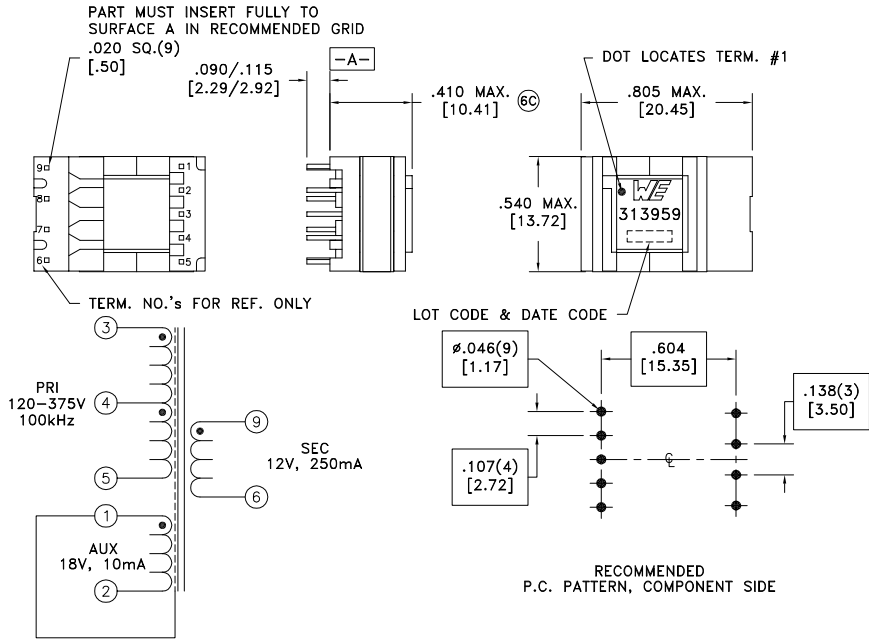 PART MUST INSERT FULLY TO
SURFACE A IN RECOMMENDED GRID
.020 SQ.(9)
[.50]
.090/.115
[2.29/2.92]
-A-
.410 MAX.
[10.41]
6C
DOT LOCATES TERM. #1
.805 MAX.
[20.45]
9
8
7
6
1
2
3
4
5
.540 MAX.
[13.72]
WE
313959
TERM. NO.'s FOR REF. ONLY
LOT CODE & DATE CODE
3
4
5
1
2
PRI
120-375V
100kHz
AUX
18V, 10mA
9
6
SEC
12V, 250mA
ø.046(9)
[1.17]
.604
[15.35]
.138(3)
[3.50]
.107(4)
[2.72]
℄
RECOMMENDED
P.C. PATTERN, COMPONENT SIDE